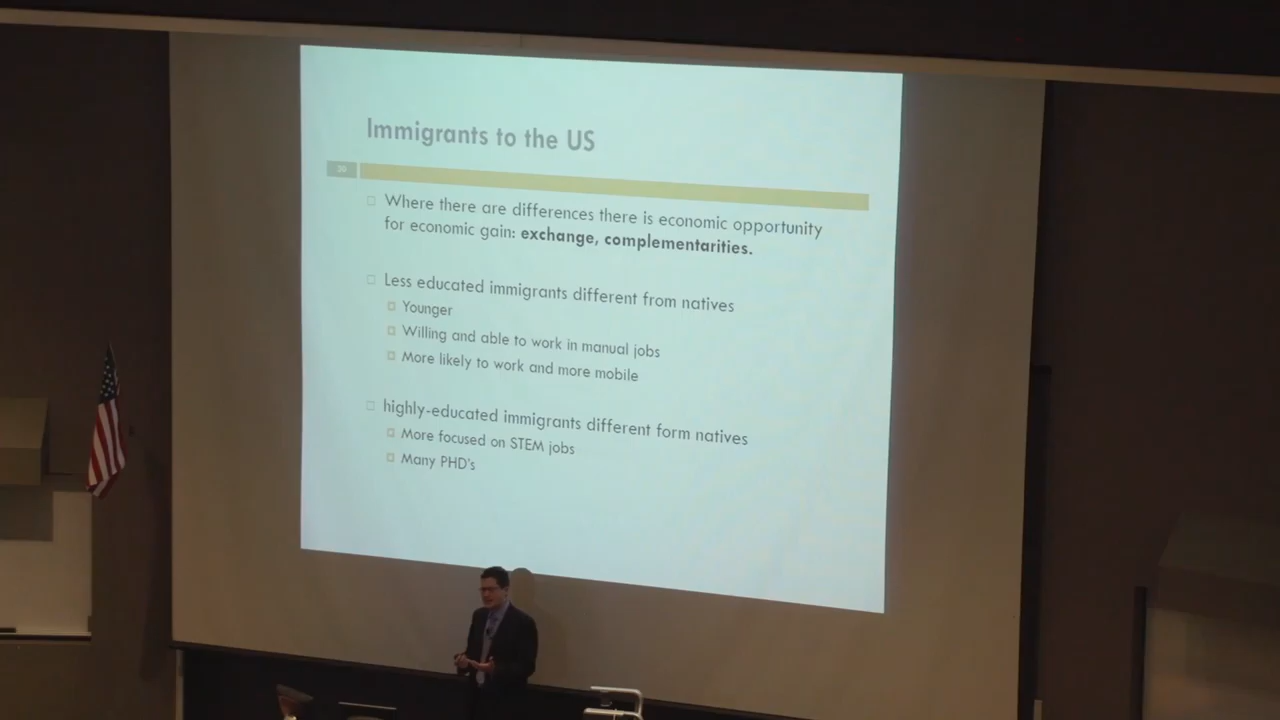 Immigrants to the US
Where there are differences there is economic opportunity
for economic gain: exchange, complementarities.
Less educated immigrants different from natives
Younger
Willing and able to work in manual jobs
More likely to work and more mobile
highly-educated immigrants different form natives
More focused on STEM jobs
Many PHD's